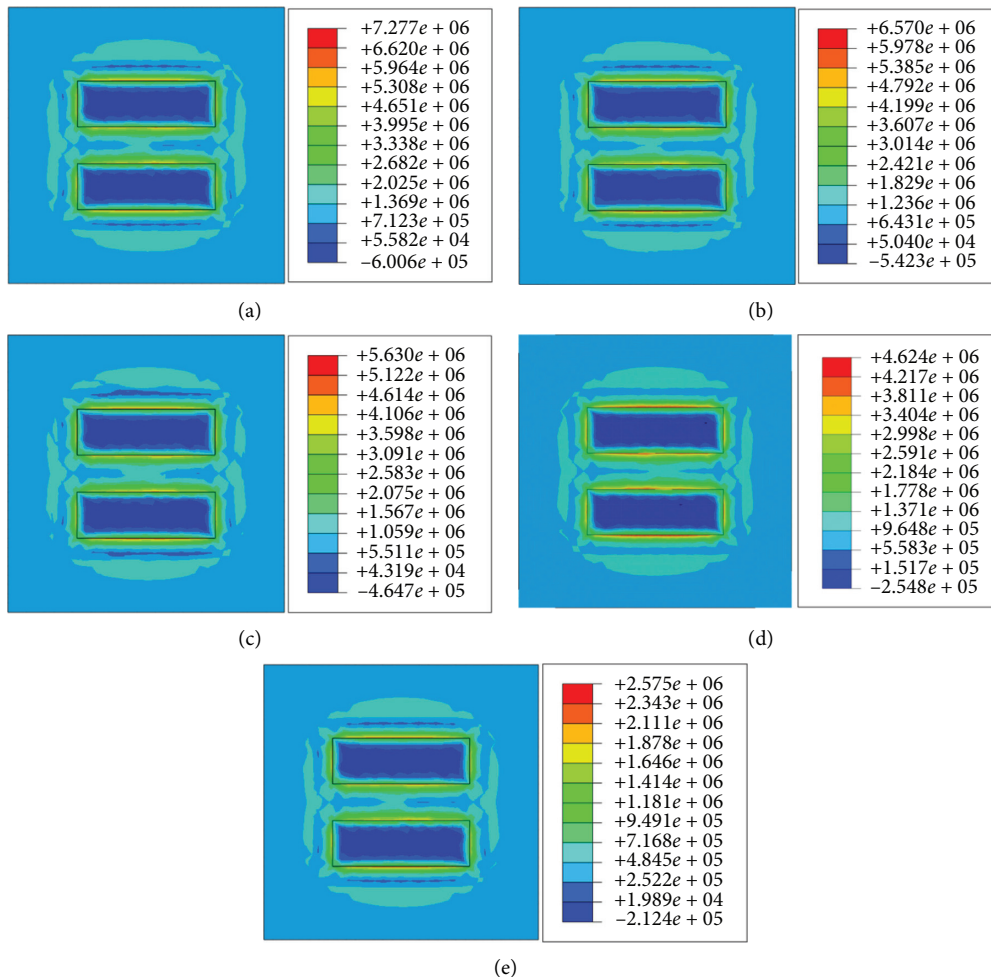 +7.277e + 06
+6.620e + 06
+5.964e + 06
+5.308e + 06
+4.651e + 06
+3.995e + 06
+3.338e + 06
+2.682e + 06
+2.025e + 06
+1.369e + 06
+7.123e + 05
+5.582e + 04
–6.006e + 05
(a)
+6.570e + 06
+5.978e + 06
+5.385e + 06
+4.792e + 06
+4.199e + 06
+3.607e + 06
+3.014e + 06
+2.421e + 06
+1.829e + 06
+1.236e + 06
+6.431e + 05
+5.040e + 04
–5.423e + 05
(b)
+5.630e + 06
+5.122e + 06
+4.614e + 06
+4.106e + 06
+3.598e + 06
+3.091e + 06
+2.583e + 06
+2.075e + 06
+1.567e + 06
+1.059e + 06
+5.511e + 05
+4.319e + 04
–4.647e + 05
(c)
+4.624e + 06
+4.217e + 06
+3.811e + 06
+3.404e + 06
+2.998e + 06
+2.591e + 06
+2.184e + 06
+1.778e + 06
+1.371e + 06
+9.648e + 05
+5.583e + 05
+1.517e + 05
–2.548e + 05
(d)
+2.575e + 06
+2.343e + 06
+2.111e + 06
+1.878e + 06
+1.646e + 06
+1.414e + 06
+1.181e + 06
+9.491e + 05
+7.168e + 05
+4.845e + 05
+2.522e + 05
+1.989e + 04
–2.124e + 05
(e)